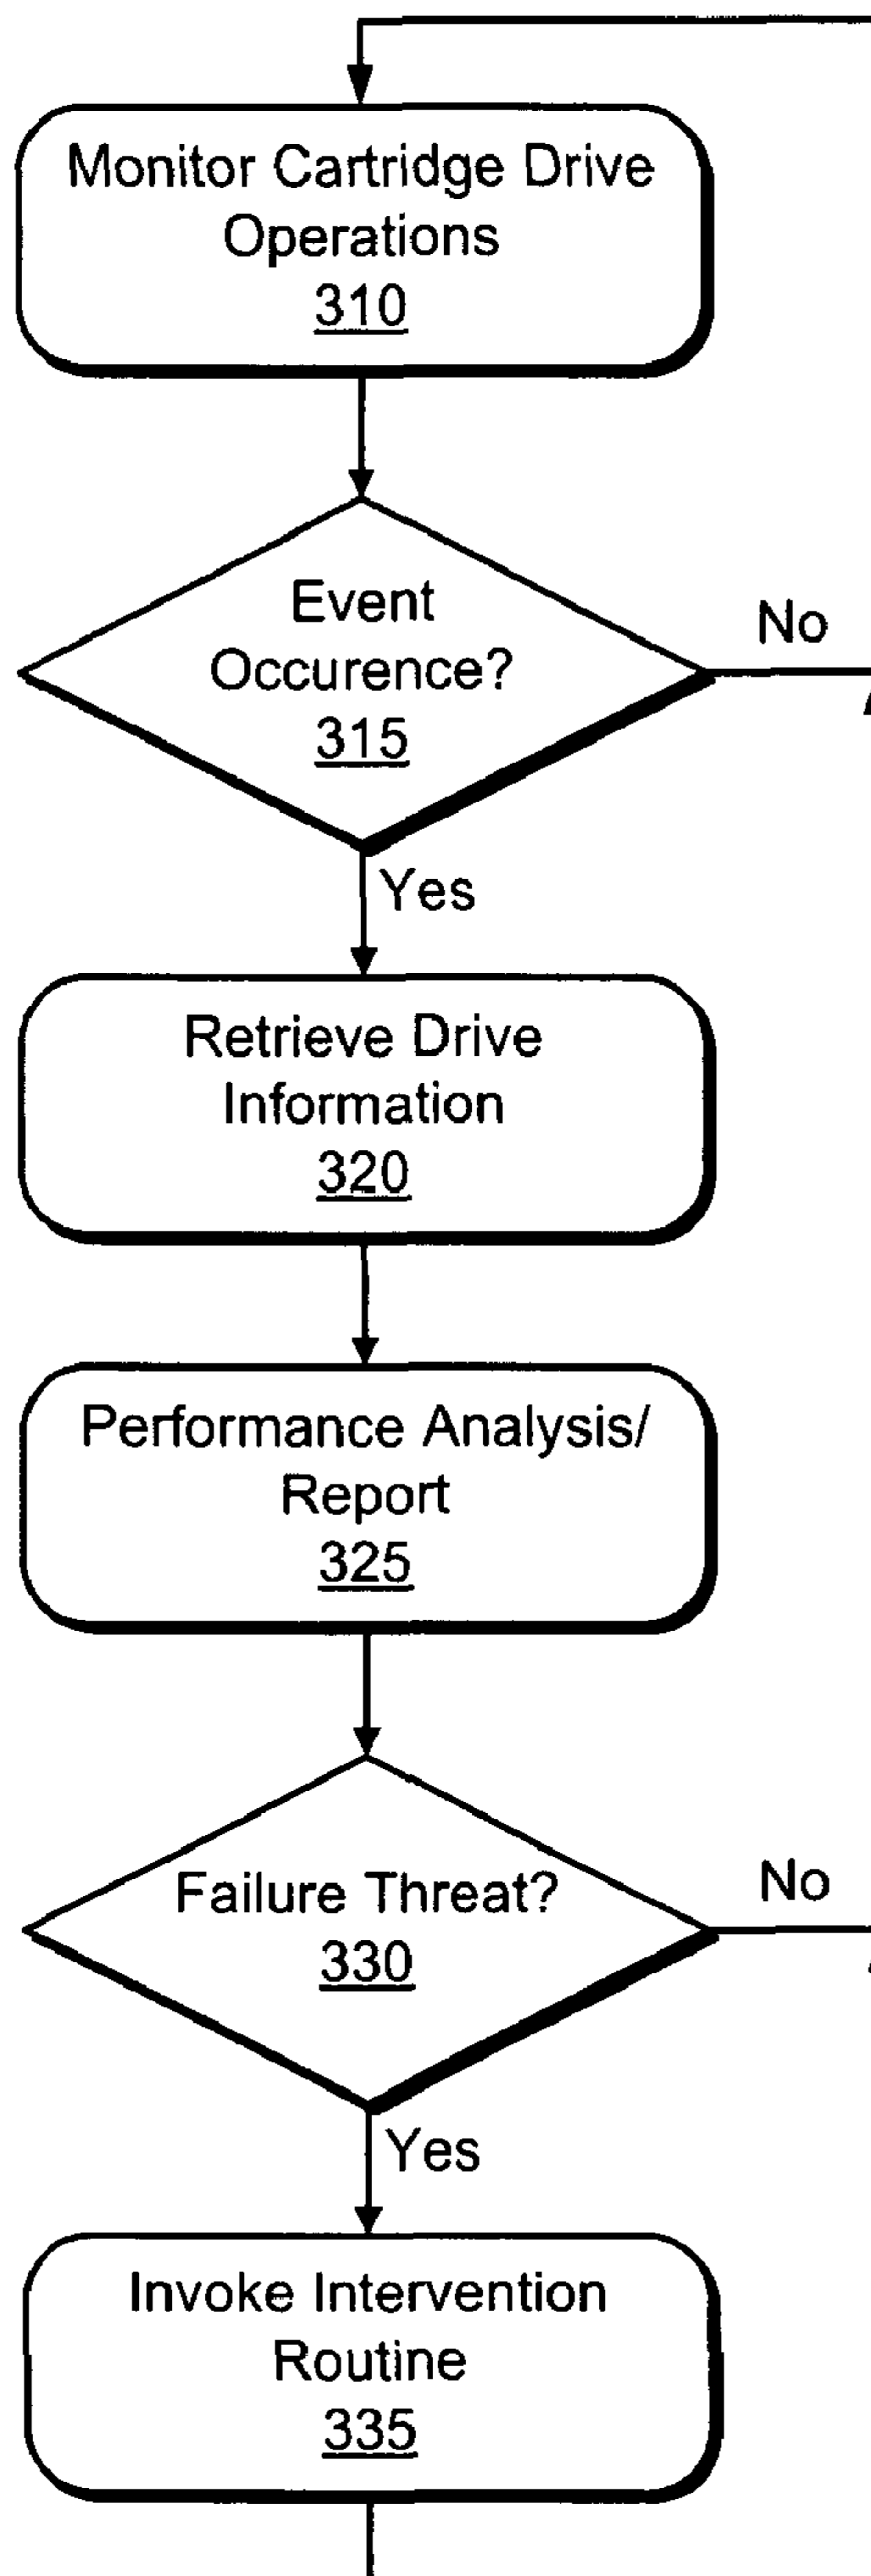 Monitor Cartridge Drive
Operations
310
Event
Occurence?
315
No
Yes
Retrieve Drive
Information
320
Performance Analysis/
Report
325
Failure Threat?
330
No
Yes
Invoke Intervention
Routine
335